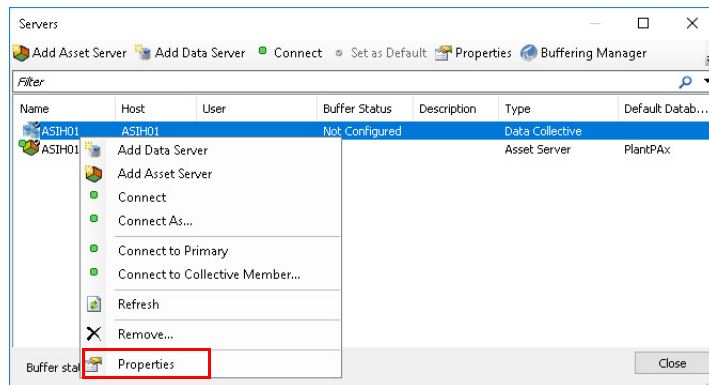 Servers
Add Asset Server Add Data Server Connect Set as Default Properties Buffering Manager
Filter
Name Host User Buffer Status Description Type Default Datab...
ASIH01 ASIH01 Not Configured Data Collective
ASIH01 Asset Server PlantPAx
Add Data Server
Add Asset Server
Connect
Connect As...
Connect to Primary
Connect to Collective Member...
Refresh
Remove...
Properties
Buffer stat Close